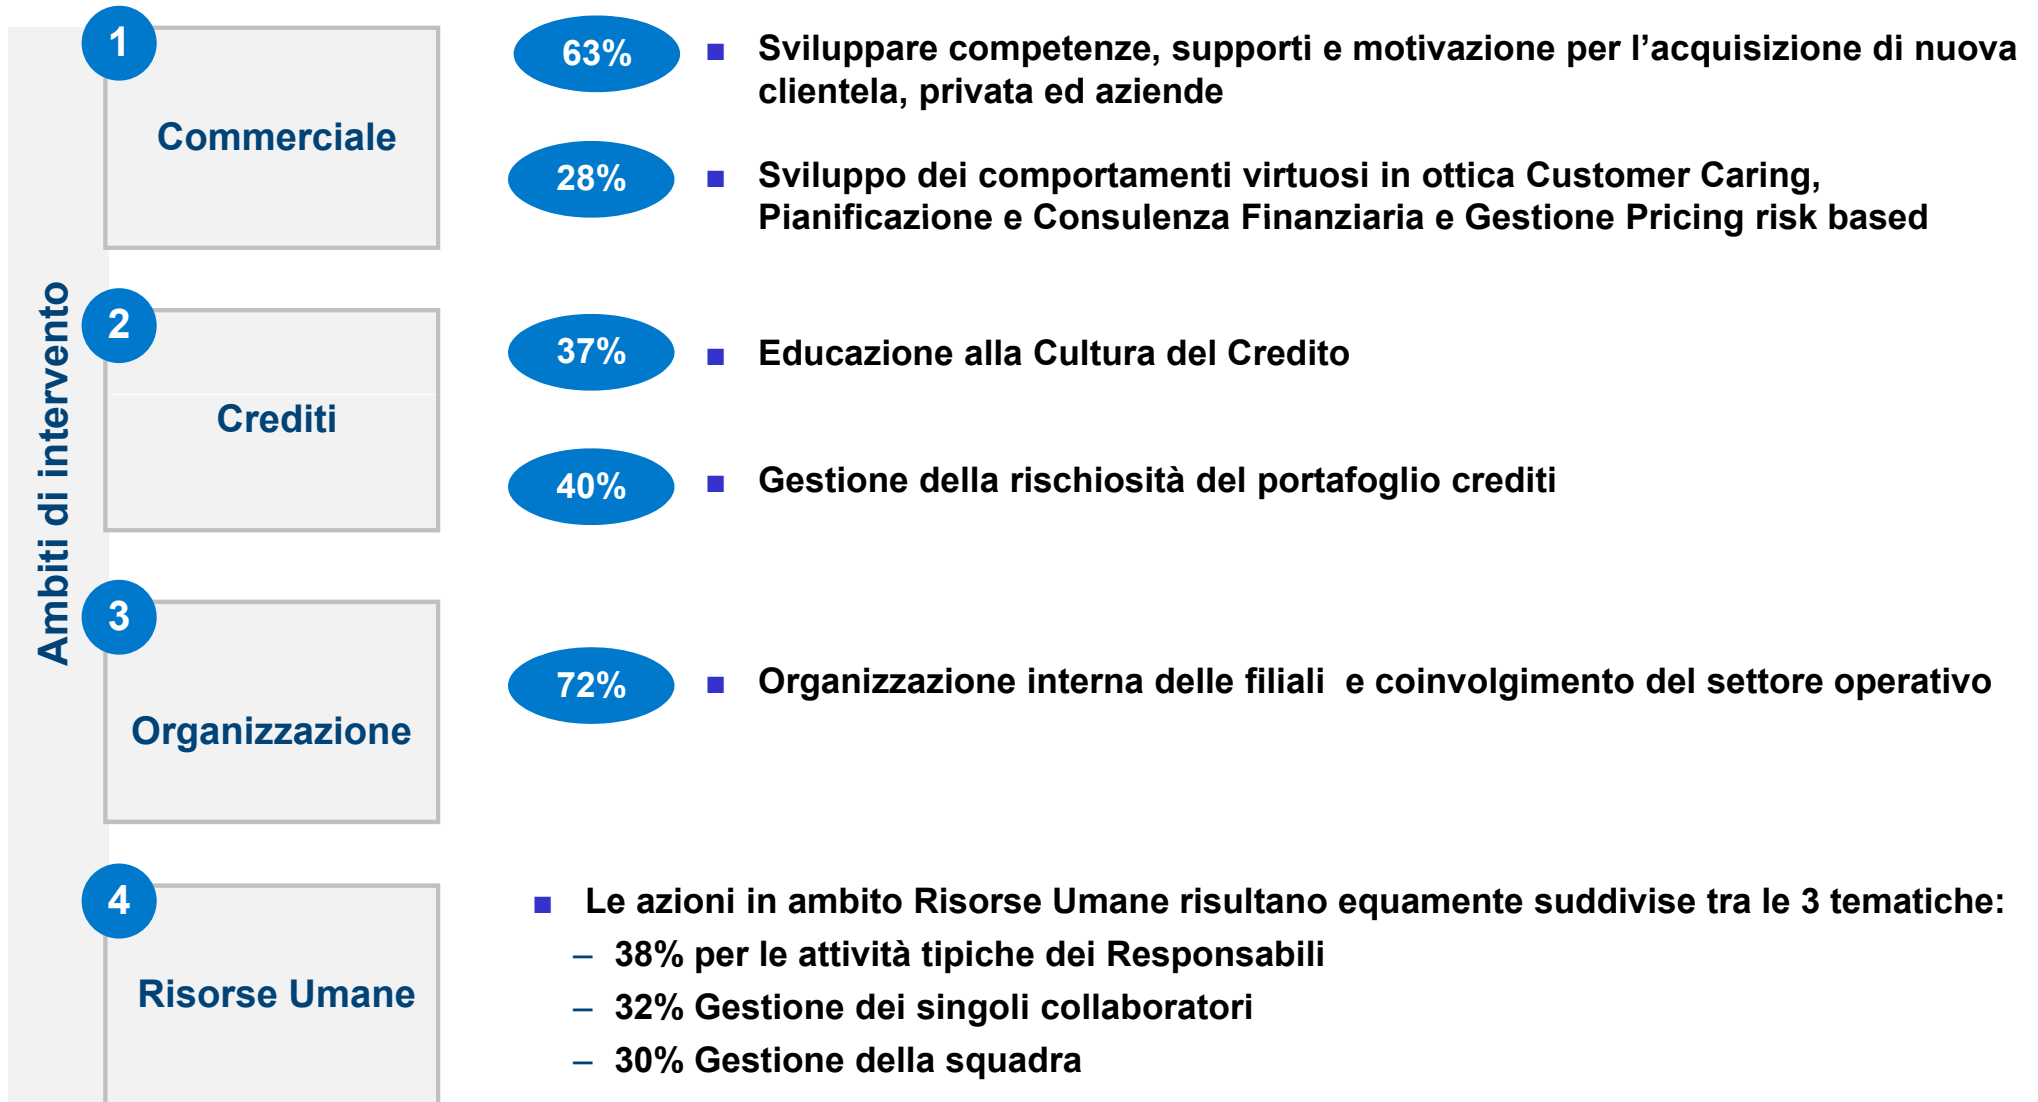 Ambiti di intervento
1
Commerciale
63%
■ Sviluppare competenze, supporti e motivazione per l’acquisizione di nuova
clientela, privata ed aziende
28%
■ Sviluppo dei comportamenti virtuosi in ottica Customer Caring,
Pianificazione e Consulenza Finanziaria e Gestione Pricing risk based
2
Crediti
37%
■ Educazione alla Cultura del Credito
40%
■ Gestione della rischiosità del portafoglio crediti
3
Organizzazione
72%
■ Organizzazione interna delle filiali e coinvolgimento del settore operativo
4
Risorse Umane
■ Le azioni in ambito Risorse Umane risultano equamente suddivise tra le 3 tematiche:
– 38% per le attività tipiche dei Responsabili
– 32% Gestione dei singoli collaboratori
– 30% Gestione della squadra